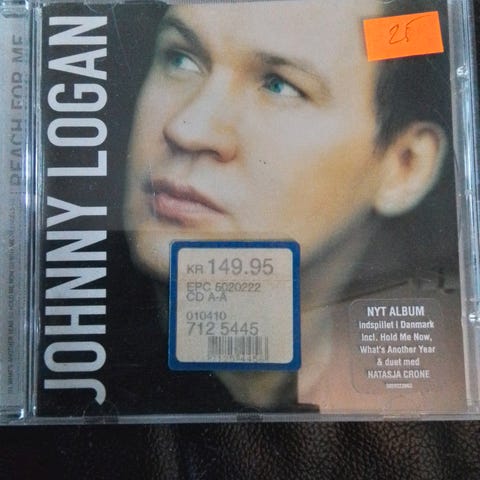 JOHNNY LOGAN
REACH FOR ME
25
KR 149.95
EPC 5020222
CD A-A
010410
712 5445
NYT ALBUM
indspillet i Danmark
Incl. Hold Me Now,
What's Another Year
& duet med
NATASJA CRONE